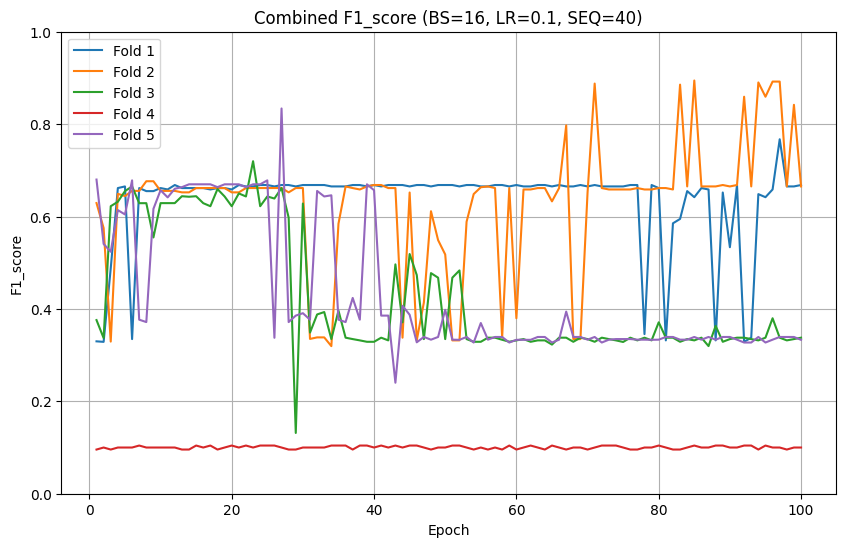 Combined F1_score (BS=16, LR=0.1, SEQ=40)
Fold 1
Fold 2
Fold 3
Fold 4
Fold 5
F1_score
1.0
0.8
0.6
0.4
0.2
0.0
0 20 40 60 80 100
Epoch